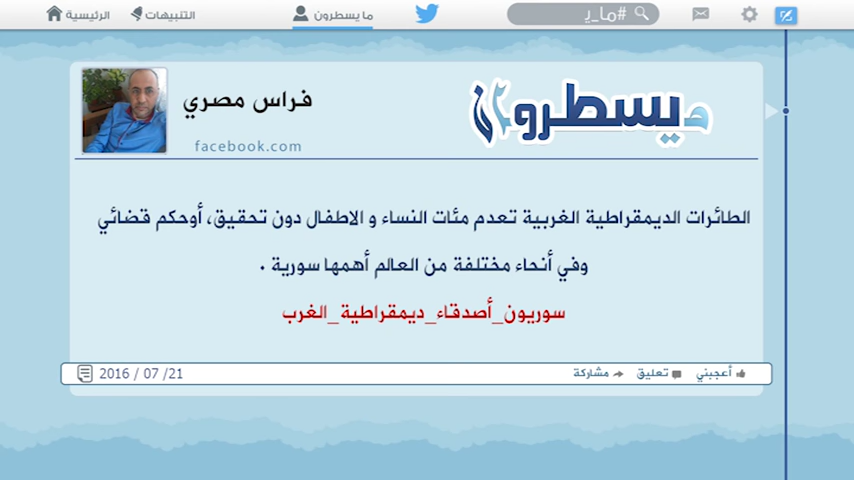 الرئيسية
التنبيهات
ما يسطرون
#ما_ي
فراس مصري
facebook.com
يسطرون
الطائرات الديمقراطية الغربية تعدم مئات النساء و الاطفال دون تحقيق، أوحكم قضائي
وفي أنحاء مختلفة من العالم أهمها سورية .
سوريون_أصدقاء_ديمقراطية_الغرب
أعجبني تعليق مشاركة
2016 / 07 /21